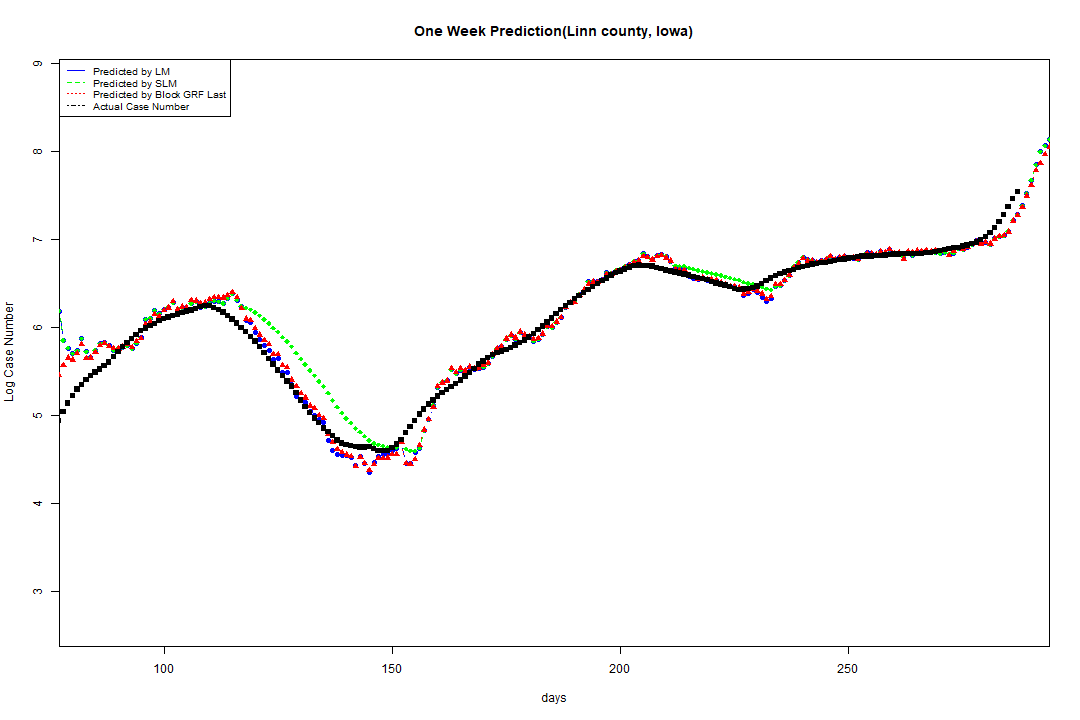 One Week Prediction(Linn county, Iowa)
Predicted by LM
Predicted by SLM
Predicted by Block GRF Last
Actual Case Number
9
8
7
6
5
4
3
Log Case Number
100 150 200 250
days